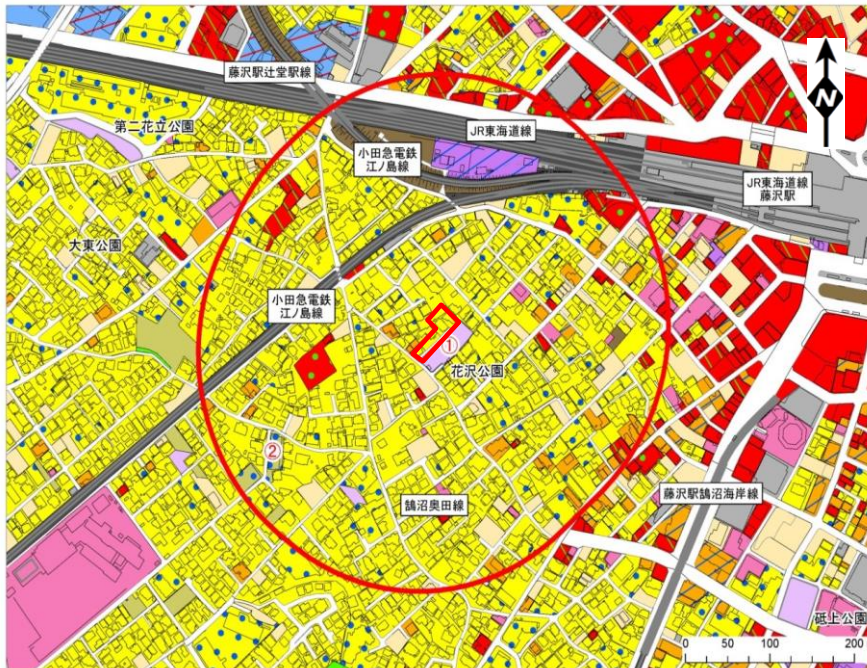 藤沢駅辻堂駅線
第二花立公園
JR東海道線
N
小田急電鉄
江ノ島線
JR東海道線
藤沢駅
大東公園
小田急電鉄
江ノ島線
①
花沢公園
②
鵠沼奥田線
藤沢駅鵠沼海岸線
砥上公園
0 50 100 200